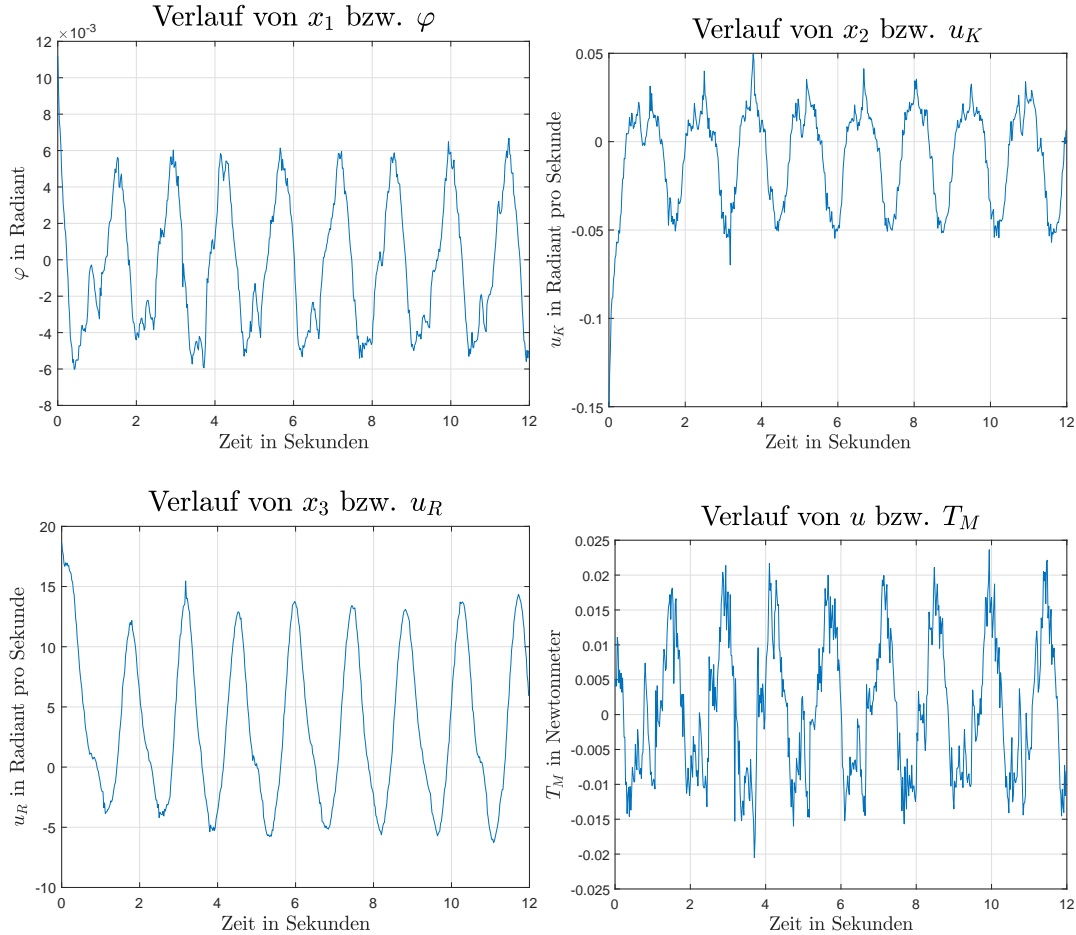 Verlauf von x₁ bzw. φ
×10⁻³
12
10
8
6
4
2
0
-2
-4
-6
-8
0 2 4 6 8 10 12
φ in Radiant
Zeit in Sekunden
Verlauf von x₂ bzw. u_K
0.05
0
-0.05
-0.1
-0.15
0 2 4 6 8 10 12
u_K in Radiant pro Sekunde
Zeit in Sekunden
Verlauf von x₃ bzw. u_R
20
15
10
5
0
-5
-10
0 2 4 6 8 10 12
u_R in Radiant pro Sekunde
Zeit in Sekunden
Verlauf von u bzw. T_M
0.025
0.02
0.015
0.01
0.005
0
-0.005
-0.01
-0.015
-0.02
-0.025
0 2 4 6 8 10 12
T_M in Newtonmeter
Zeit in Sekunden